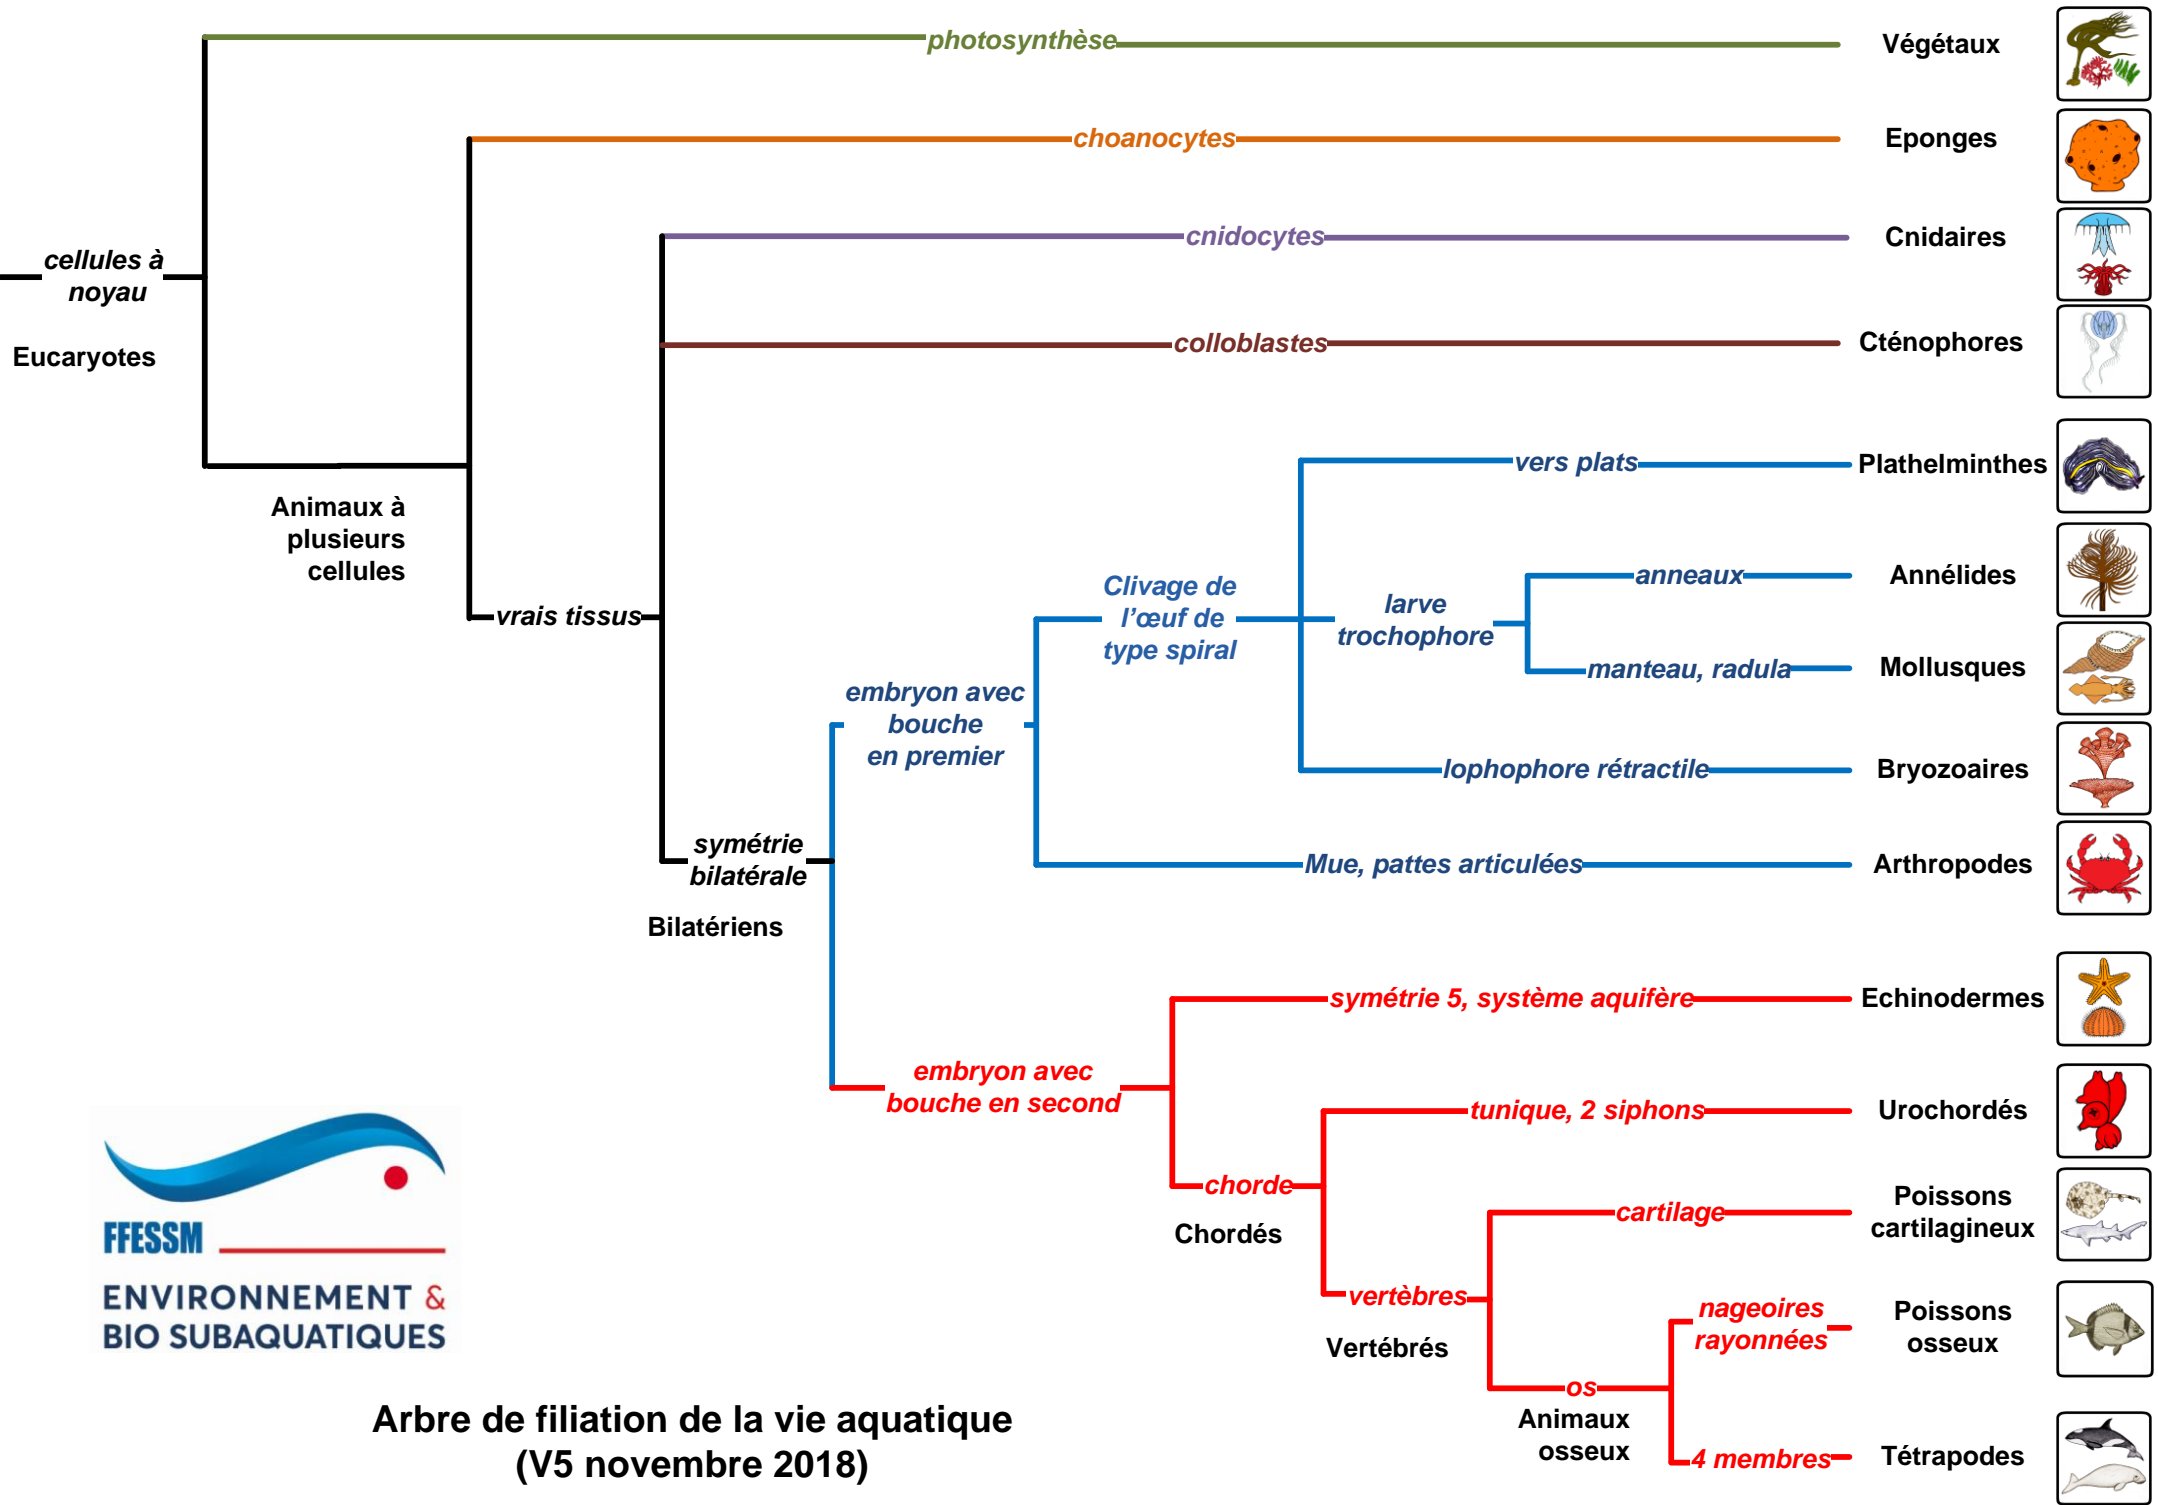 photosynthèse
Végétaux
choanocytes
Eponges
cnidocytes
Cnidaires
cellules à
noyau
Eucaryotes
colloblastes
Cténophores
vers plats
Plathelminthes
Animaux à
plusieurs
cellules
vrais tissus
Clivage de
l’œuf de
type spiral
larve
trochophore
anneaux
Annélides
manteau, radula
Mollusques
embryon avec
bouche
en premier
lophophore rétractile
Bryozoaires
symétrie
bilatérale
Bilatériens
Mue, pattes articulées
Arthropodes
symétrie 5, système aquifère
Echinodermes
embryon avec
bouche en second
tunique, 2 siphons
Urochordés
chorde
Chordés
cartilage
Poissons
cartilagineux
vertèbres
Vertébrés
nageoires
rayonnées
Poissons
osseux
os
Animaux
osseux
4 membres
Tétrapodes
FFESSM
ENVIRONNEMENT &
BIO SUBAQUATIQUES
Arbre de filiation de la vie aquatique
(V5 novembre 2018)